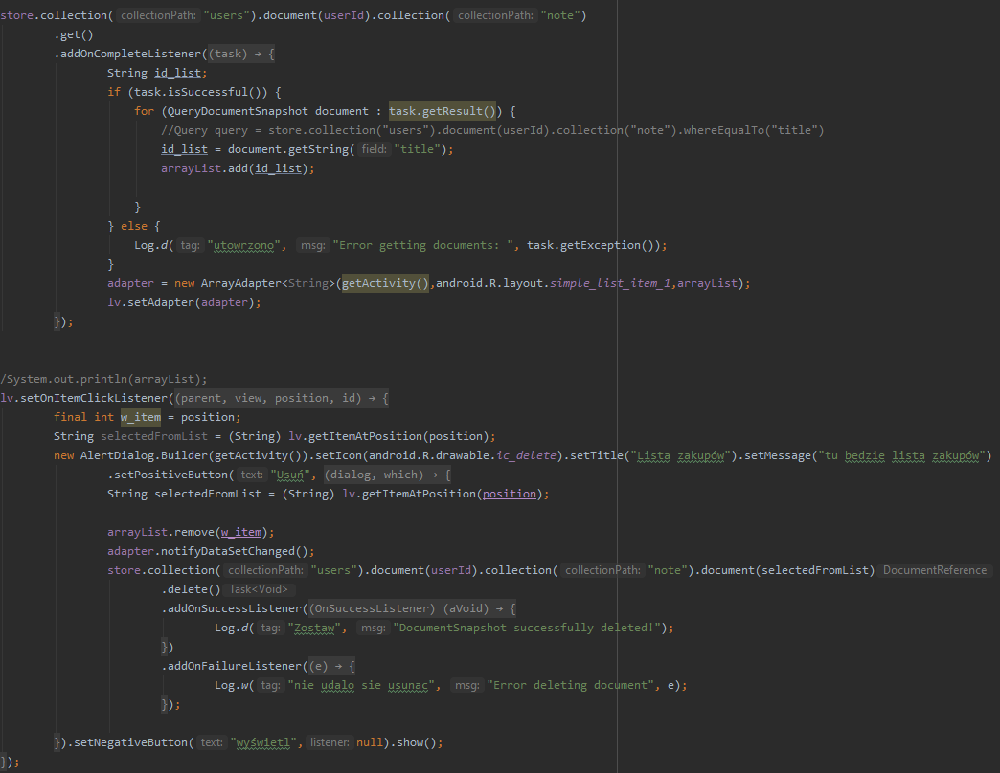 store.collection( collectionPath: "users").document(userId).collection( collectionPath: "note")
.get()
.addOnCompleteListener((task) → {
String id_list;
if (task.isSuccessful()) {
for (QueryDocumentSnapshot document : task.getResult()) {
//Query query = store.collection("users").document(userId).collection("note").whereEqualTo("title")
id_list = document.getString( field: "title");
arrayList.add(id_list);
}
} else {
Log.d( tag: "utowrzono", msg: "Error getting documents: ", task.getException());
}
adapter = new ArrayAdapter<String>(getActivity(),android.R.layout.simple_list_item_1,arrayList);
lv.setAdapter(adapter);
});
/System.out.println(arrayList);
lv.setOnItemClickListener((parent, view, position, id) → {
final int w_item = position;
String selectedFromList = (String) lv.getItemAtPosition(position);
new AlertDialog.Builder(getActivity()).setIcon(android.R.drawable.ic_delete).setTitle("Lista zakupów").setMessage("tu bedzie lista zakupów")
.setPositiveButton( text: "Usuń", (dialog, which) → {
String selectedFromList = (String) lv.getItemAtPosition(position);
arrayList.remove(w_item);
adapter.notifyDataSetChanged();
store.collection( collectionPath: "users").document(userId).collection( collectionPath: "note").document(selectedFromList) DocumentReference
.delete() Task<Void>
.addOnSuccessListener((OnSuccessListener) (aVoid) → {
Log.d( tag: "Zostaw", msg: "DocumentSnapshot successfully deleted!");
})
.addOnFailureListener((e) → {
Log.w( tag: "nie udalo sie usunac", msg: "Error deleting document", e);
});
}).setNegativeButton( text: "wyświetl", listener: null).show();
});